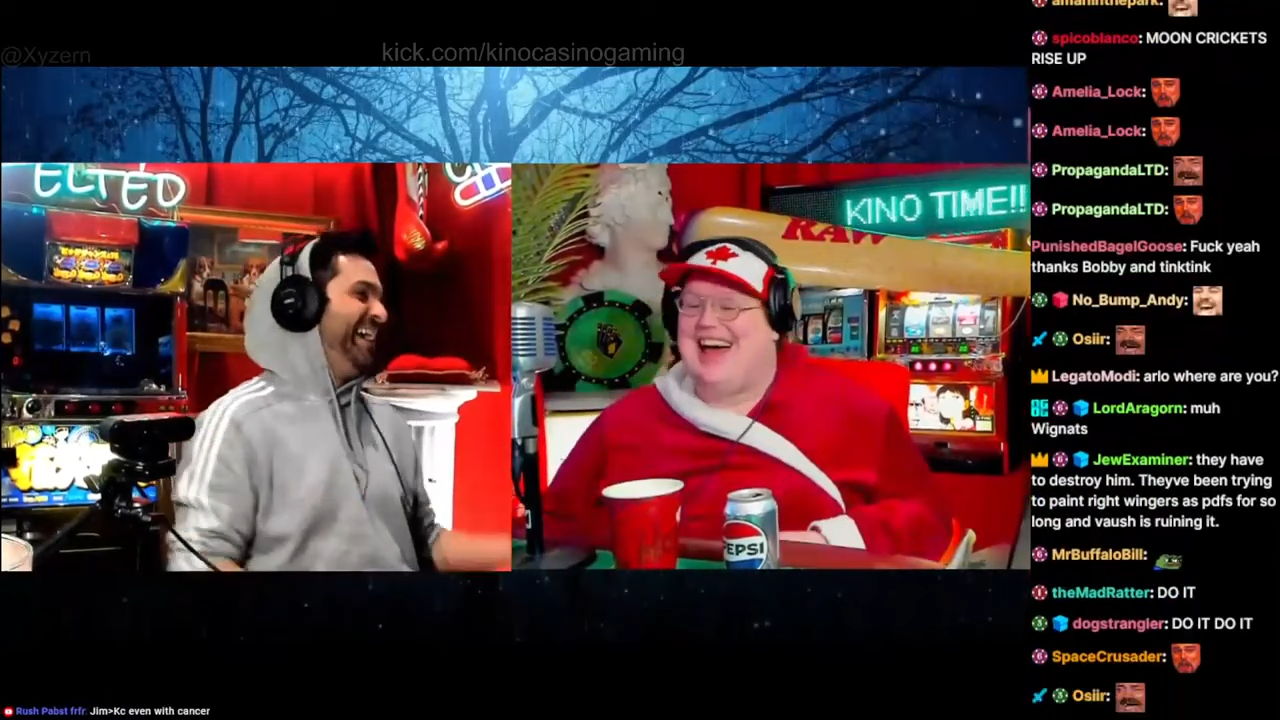 @Xyzern
kick.com/kinocasinogaming
ELTED
KINO TIME!!
RAW
PEPSI
amaninthepark:
spicoblanco: MOON CRICKETS
RISE UP
Amelia_Lock:
Amelia_Lock:
PropagandaLTD:
PropagandaLTD:
PunishedBagelGoose: Fuck yeah
thanks Bobby and tinktink
No_Bump_Andy:
Osiir:
LegatoModi: arlo where are you?
LordAragorn: muh
Wignats
JewExaminer: they have
to destroy him. Theyve been trying
to paint right wingers as pdfs for so
long and vaush is ruining it.
MrBuffaloBill:
theMadRatter: DO IT
dogstrangler: DO IT DO IT
SpaceCrusader:
Osiir:
Rush Pabst frfr Jim>Kc even with cancer